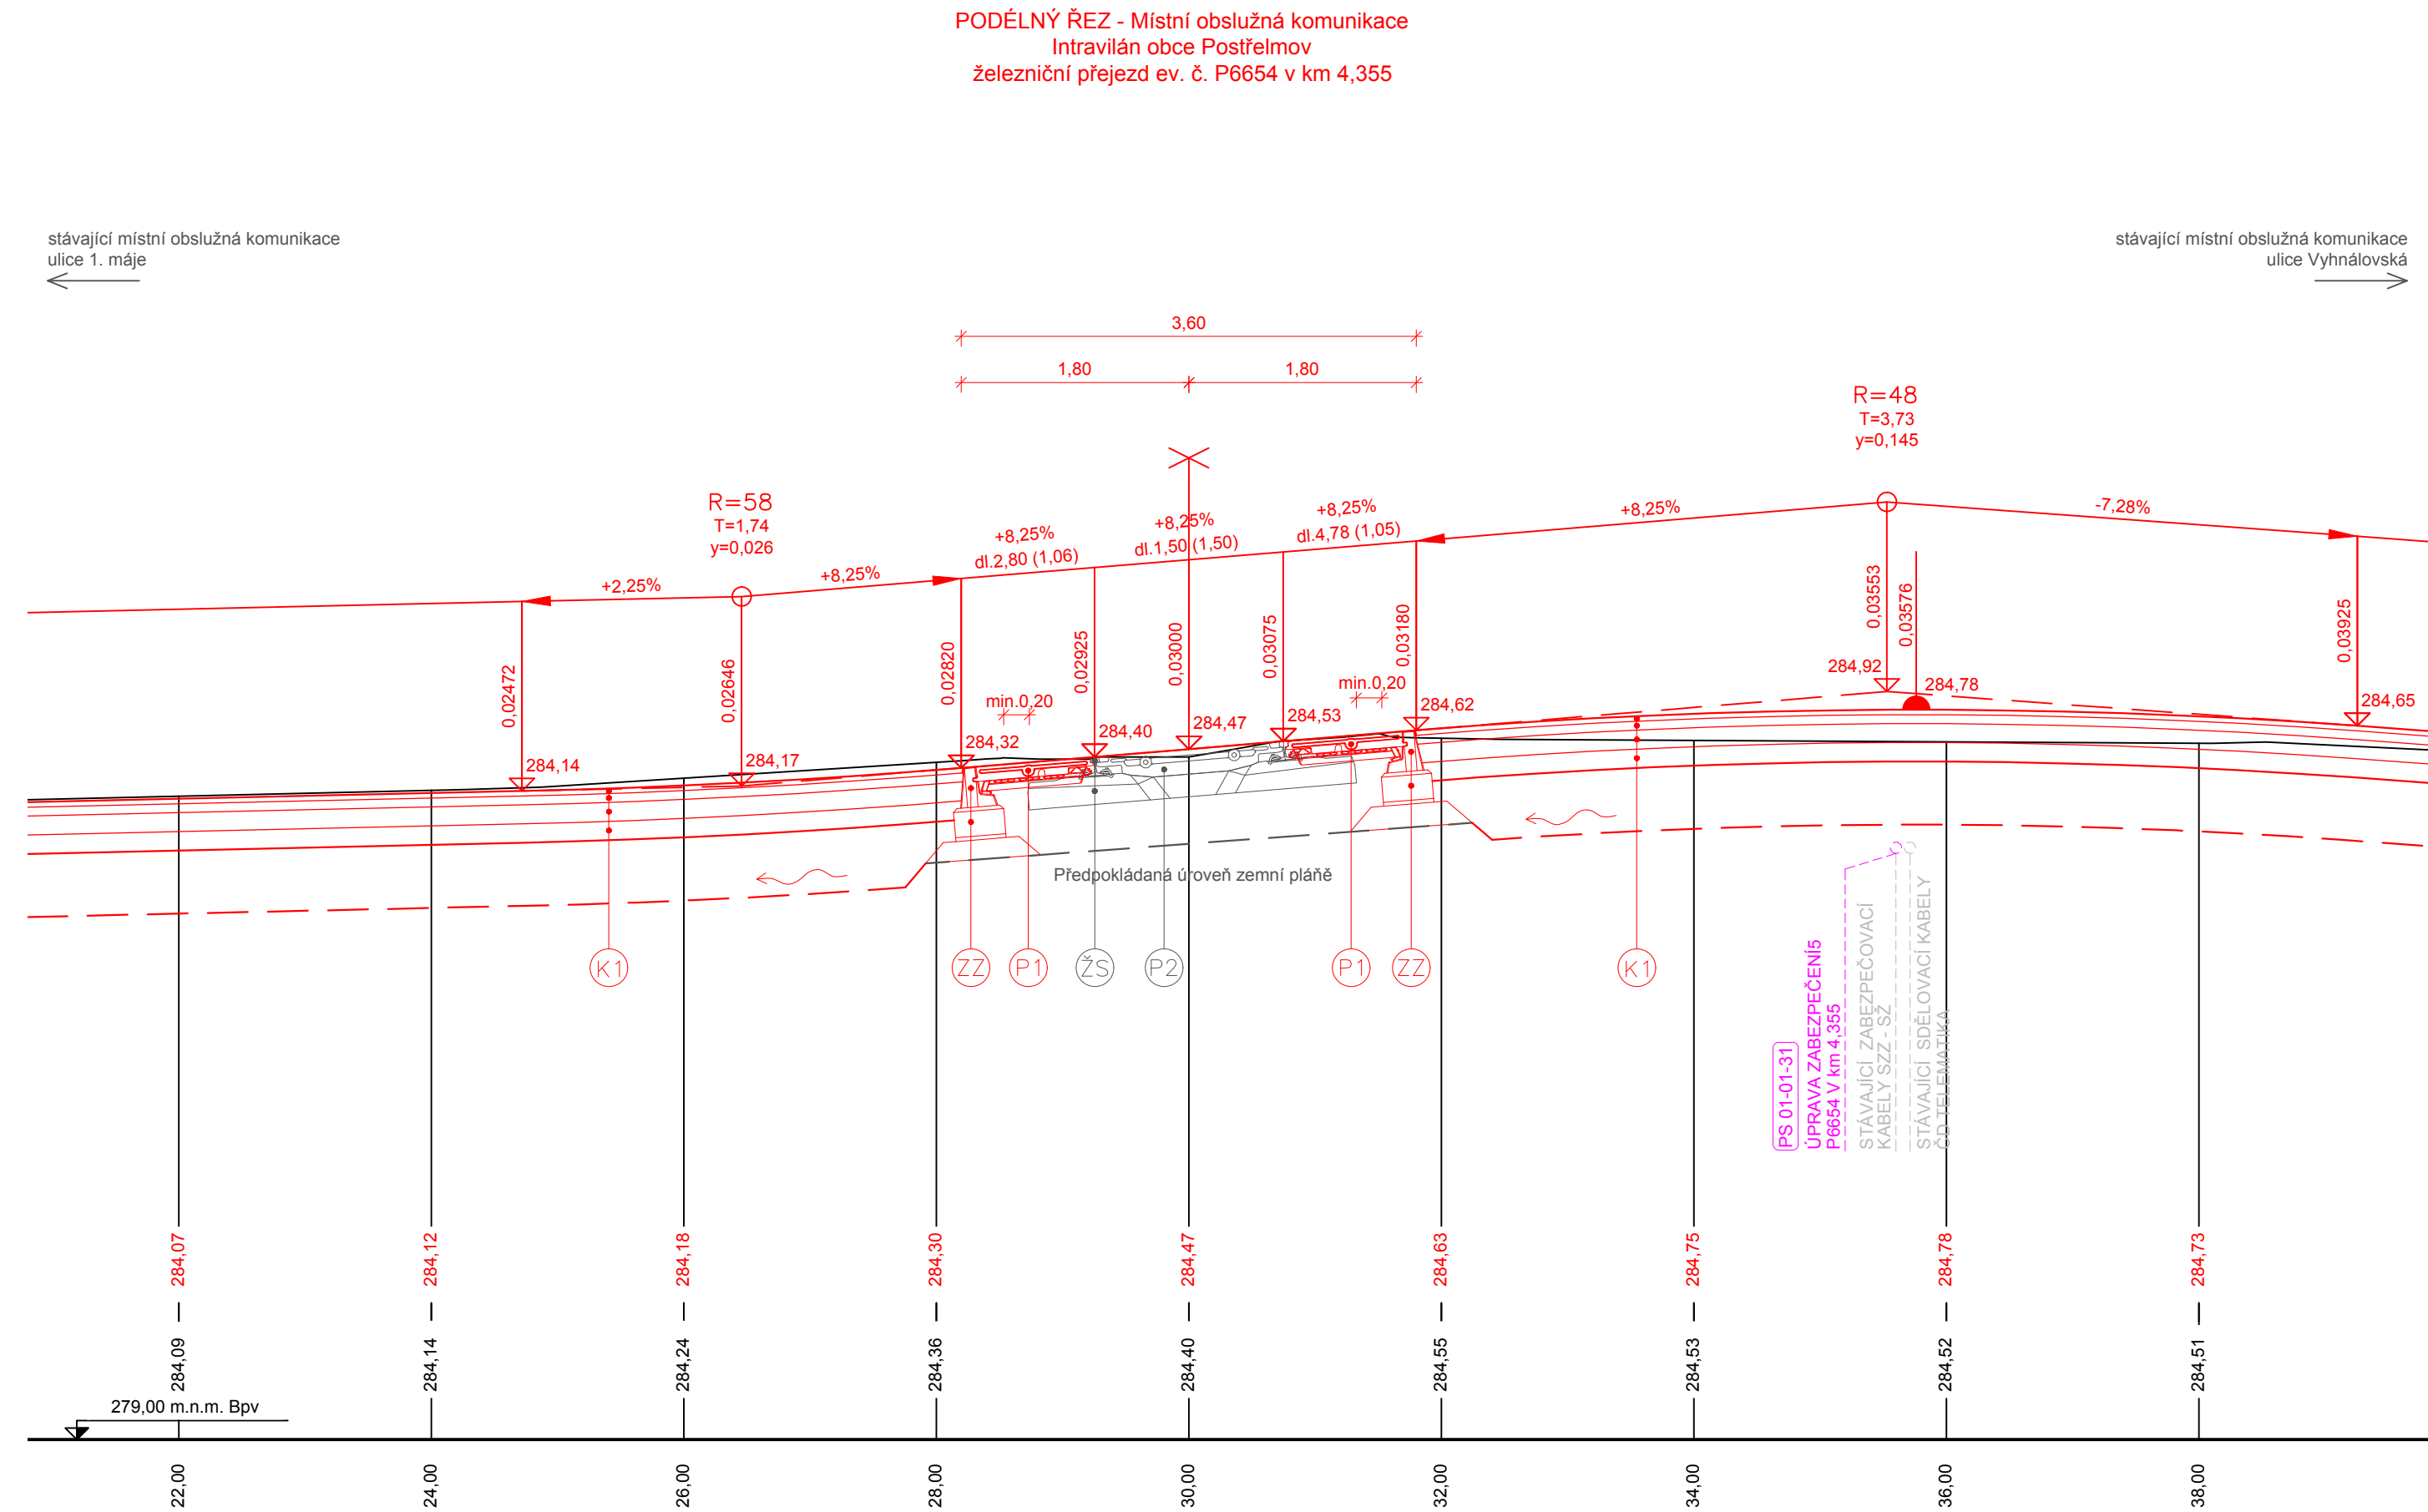 PODÉLNÝ ŘEZ - Místní obslužná komunikace
Intravilán obce Postřelmov
železniční přejezd ev. č. P6654 v km 4,355
stávající místní obslužná komunikace
ulice 1. máje
stávající místní obslužná komunikace
ulice Vyhnálovská
3,60
1,80
1,80
R=48
T=3,73
y=0,145
R=58
T=1,74
y=0,026
+2,25%
+8,25%
+8,25%
dl.2,80 (1,06)
+8,25%
dl.1,50 (1,50)
+8,25%
dl.4,78 (1,05)
+8,25%
-7,28%
0,02472
0,02646
0,02820
0,02925
0,03000
0,03075
0,03180
0,03553
0,03576
0,03925
min.0,20
min.0,20
284,14
284,17
284,32
284,40
284,47
284,53
284,62
284,92
284,78
284,65
Předpokládaná úroveň zemní pláně
K1
ZZ
P1
ŽS
P2
P1
ZZ
K1
PS 01-01-31
ÚPRAVA ZABEZPEČENÍ5
P6654 V km 4,355
STÁVAJÍCÍ ZABEZPEČOVACÍ
KABELY SZZ - SŽ
STÁVAJÍCÍ SDĚLOVACÍ KABELY
ČD TELEMATIKA
284,07
284,12
284,18
284,30
284,47
284,63
284,75
284,78
284,73
284,09
284,14
284,24
284,36
284,40
284,55
284,53
284,52
284,51
279,00 m.n.m. Bpv
22,00
24,00
26,00
28,00
30,00
32,00
34,00
36,00
38,00